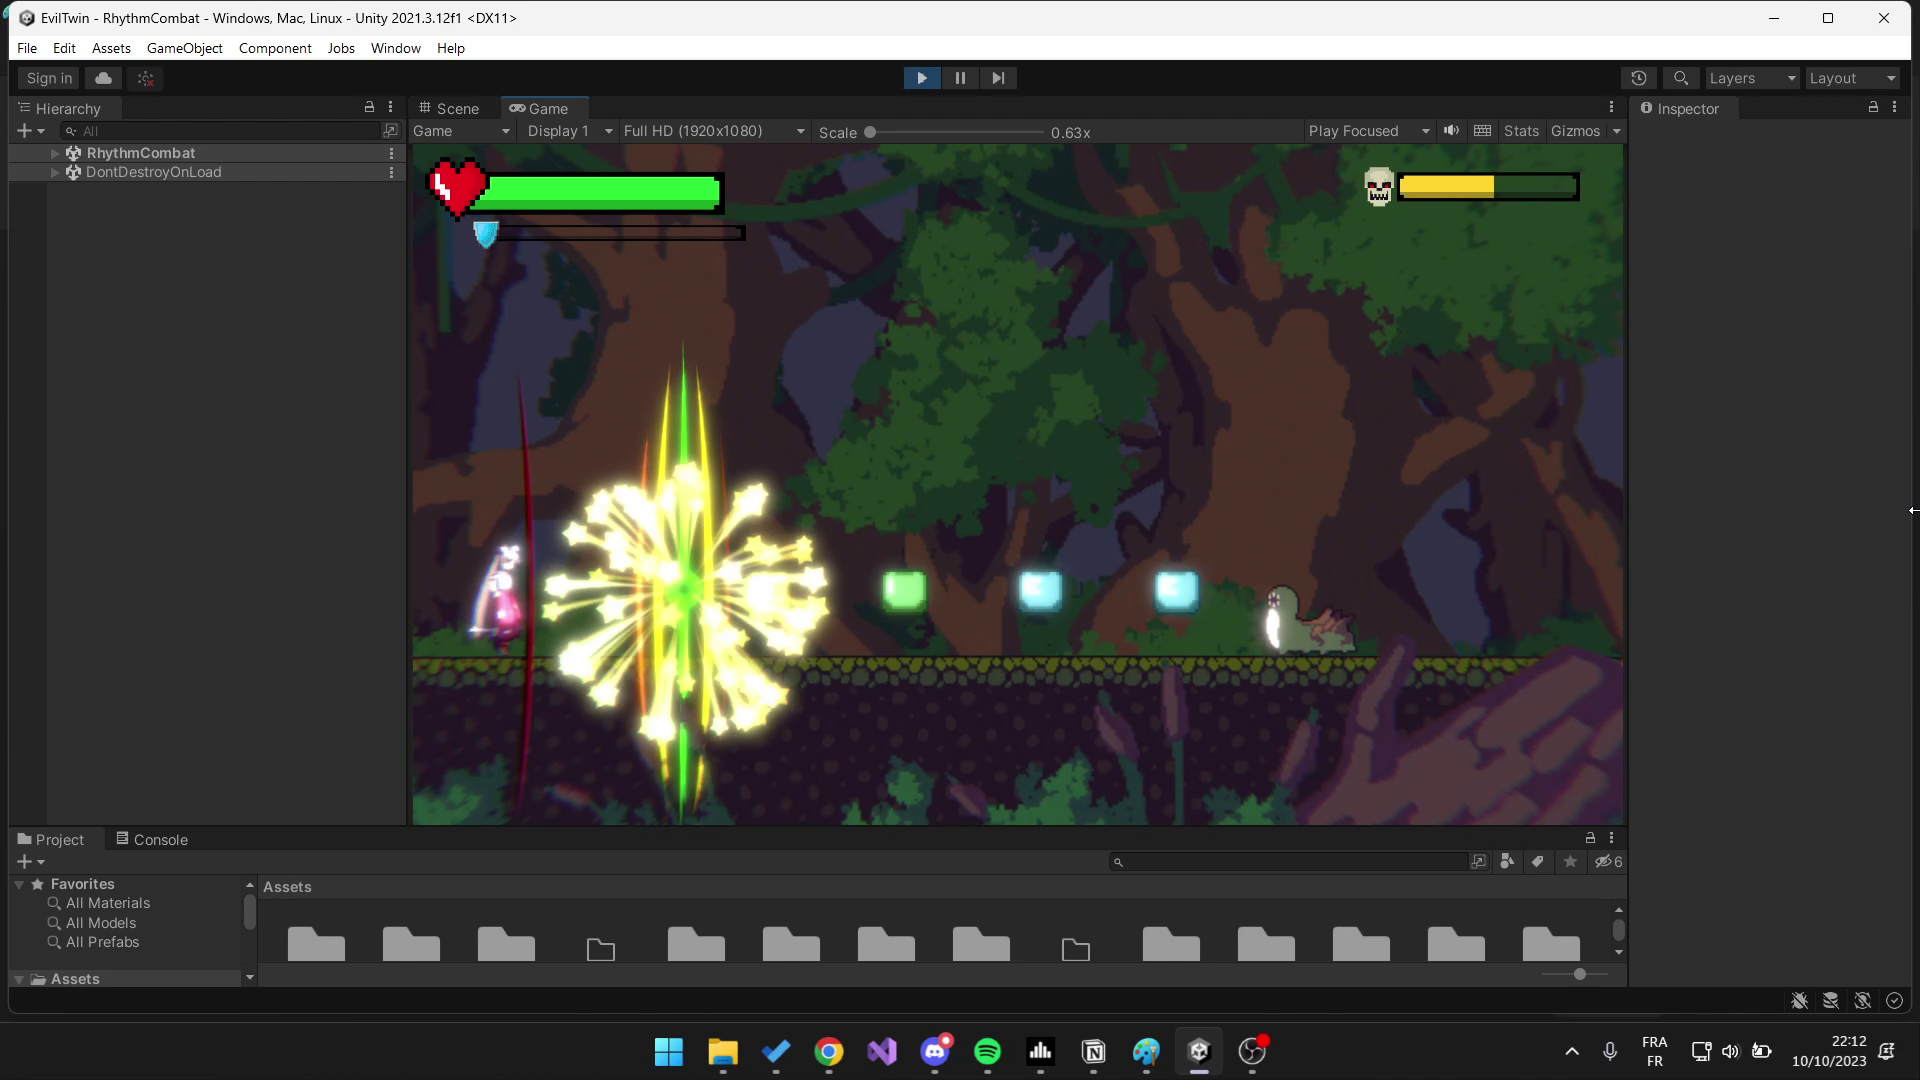 EvilTwin - RhythmCombat - Windows, Mac, Linux - Unity 2021.3.12f1 <DX11>
File Edit Assets GameObject Component Jobs Window Help
Sign in Layers Layout
Hierarchy Scene Game Inspector
All Game Display 1 Full HD (1920x1080) Scale 0.63x Play Focused Stats Gizmos
RhythmCombat
DontDestroyOnLoad
Project Console
6
Favorites Assets
All Materials
All Models
All Prefabs
Assets
FRA 22:12
FR 10/10/2023